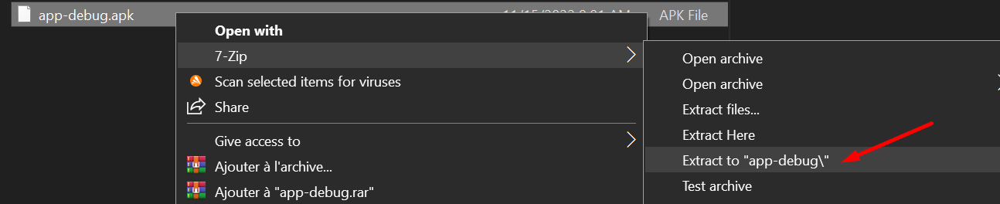 app-debug.apk
APK File
Open with
7-Zip
Scan selected items for viruses
Share
Give access to
Ajouter à l'archive...
Ajouter à "app-debug.rar"
Open archive
Open archive
Extract files...
Extract Here
Extract to "app-debug\"
Test archive